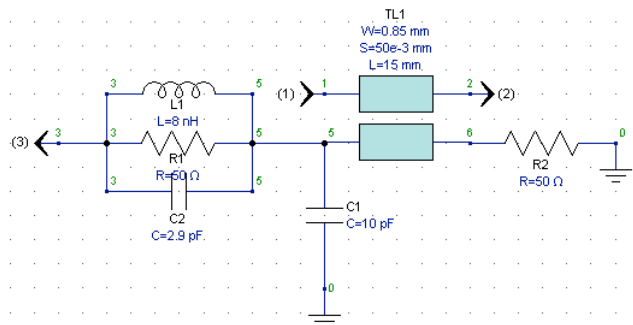 TL1
W=0.85 mm
S=50e-3 mm
L=15 mm
3
5
(1)
1
2
(2)
L1
L=8 nH
(3)
3
3
5
5
6
0
R1
R=50 Ω
R2
R=50 Ω
3
5
C2
C=2.9 pF
C1
C=10 pF
0